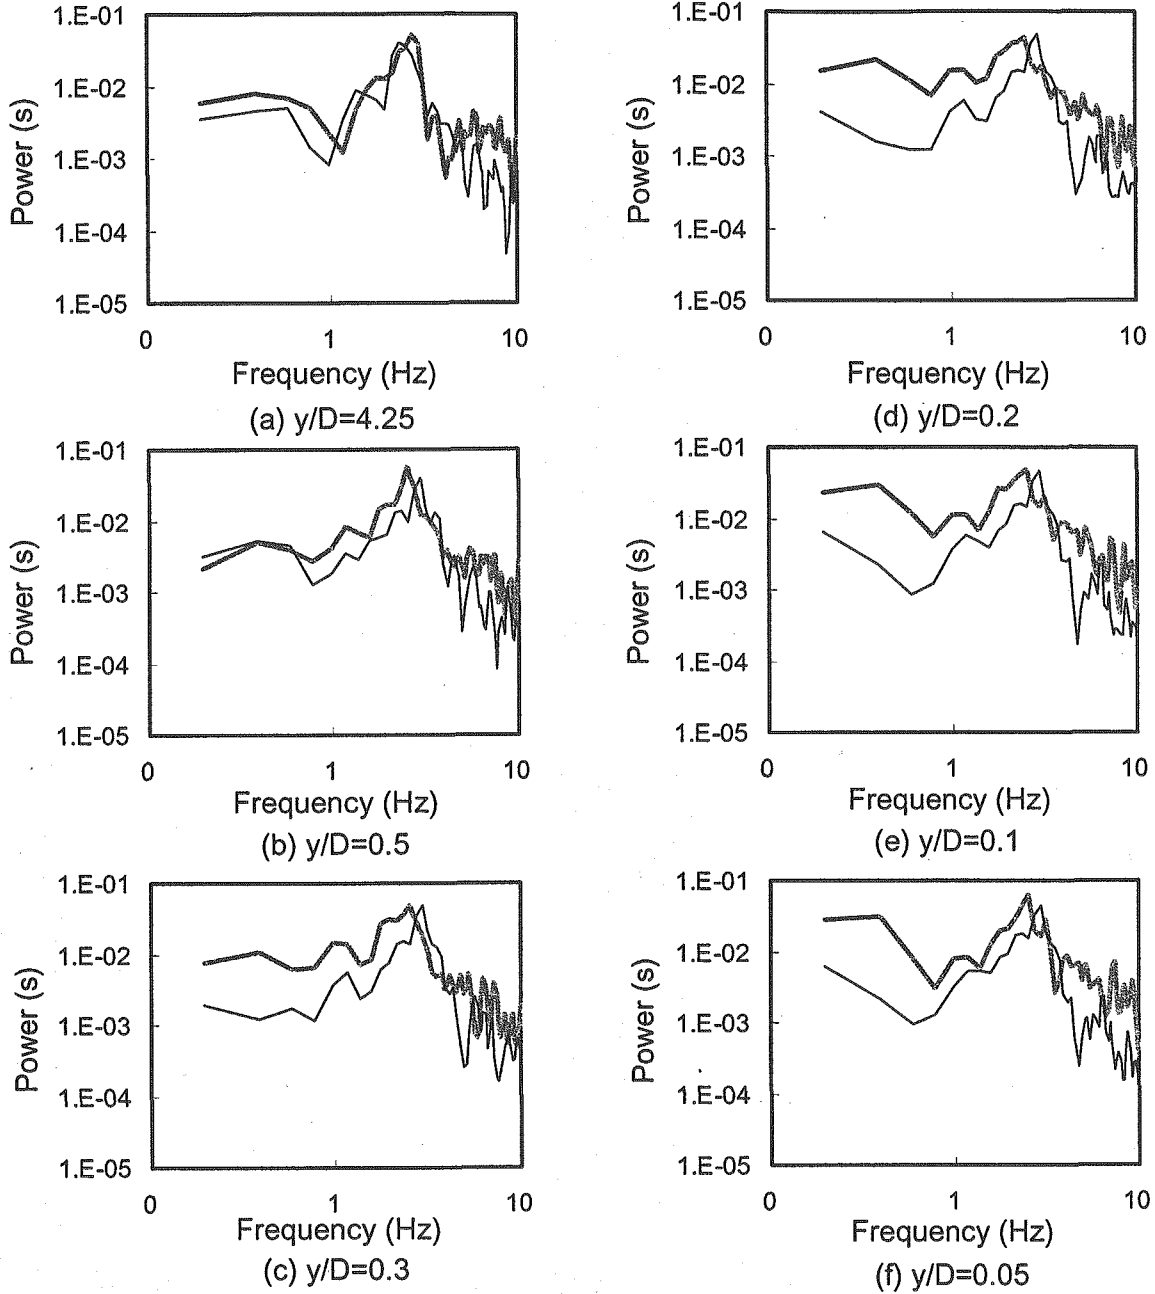 1.E-01
1.E-02
1.E-03
1.E-04
1.E-05
Power (s)
0 1 10
Frequency (Hz)
(a) y/D=4.25
1.E-01
1.E-02
1.E-03
1.E-04
1.E-05
Power (s)
0 1 10
Frequency (Hz)
(b) y/D=0.5
1.E-01
1.E-02
1.E-03
1.E-04
1.E-05
Power (s)
0 1 10
Frequency (Hz)
(c) y/D=0.3
1.E-01
1.E-02
1.E-03
1.E-04
1.E-05
Power (s)
0 1 10
Frequency (Hz)
(d) y/D=0.2
1.E-01
1.E-02
1.E-03
1.E-04
1.E-05
Power (s)
0 1 10
Frequency (Hz)
(e) y/D=0.1
1.E-01
1.E-02
1.E-03
1.E-04
1.E-05
Power (s)
0 1 10
Frequency (Hz)
(f) y/D=0.05